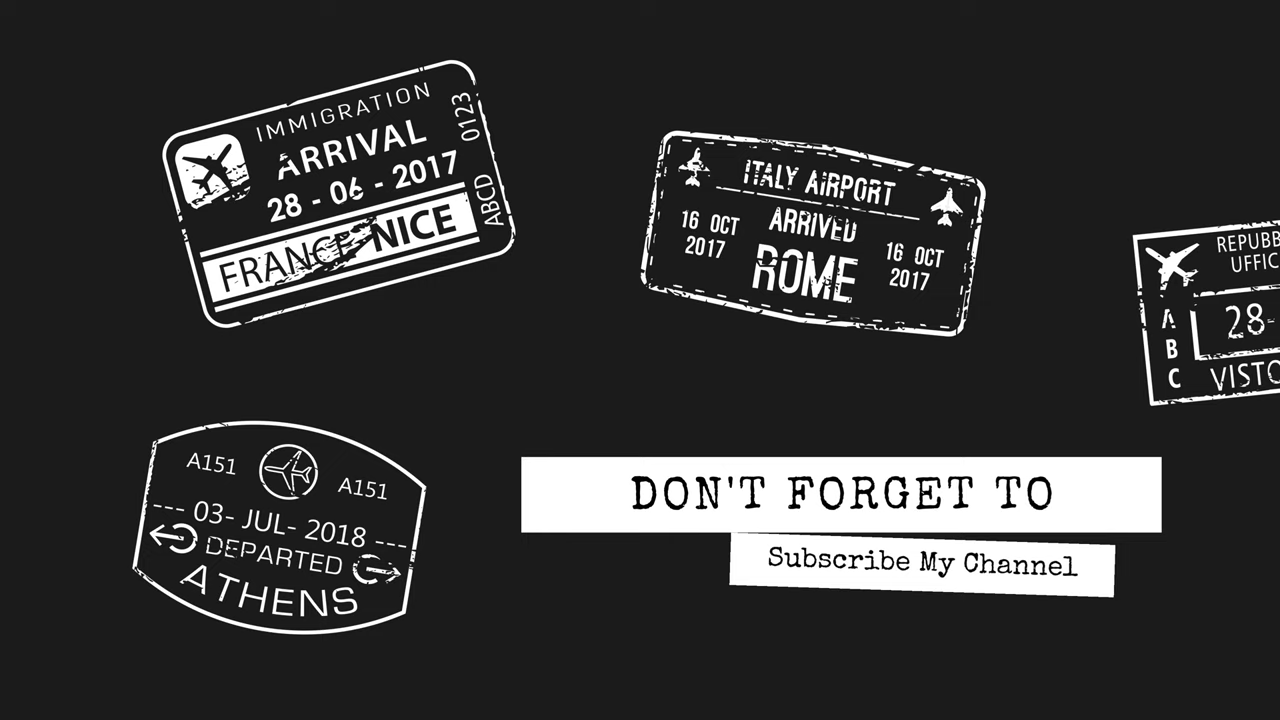 IMMIGRATION
ARRIVAL
28 - 06 - 2017
FRANCE NICE
0123
ABCD
ITALY AIRPORT
16 OCT
2017
ARRIVED
ROME
16 OCT
2017
A
B
C
28-
A151
A151
--- 03- JUL- 2018 ---
DEPARTED
ATHENS
DON'T FORGET TO
Subscribe My Channel